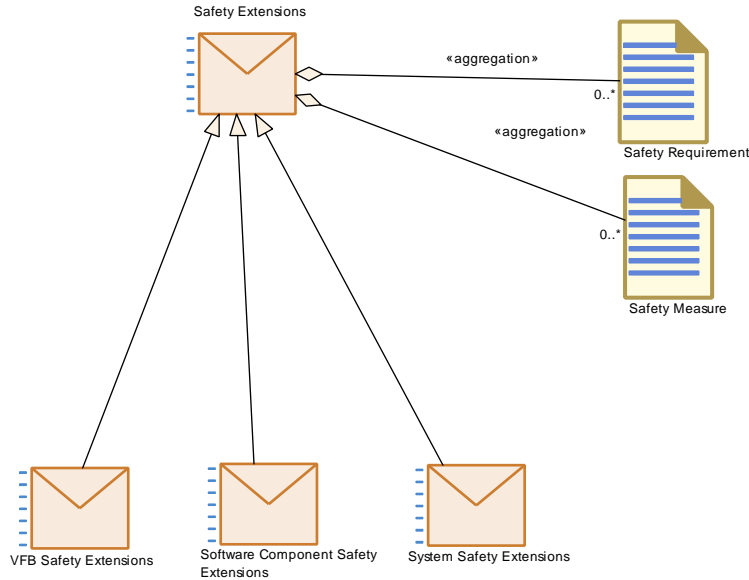 Safety Extensions
«aggregation»
0..*
Safety Requirement
«aggregation»
0..*
Safety Measure
VFB Safety Extensions
Software Component Safety
Extensions
System Safety Extensions